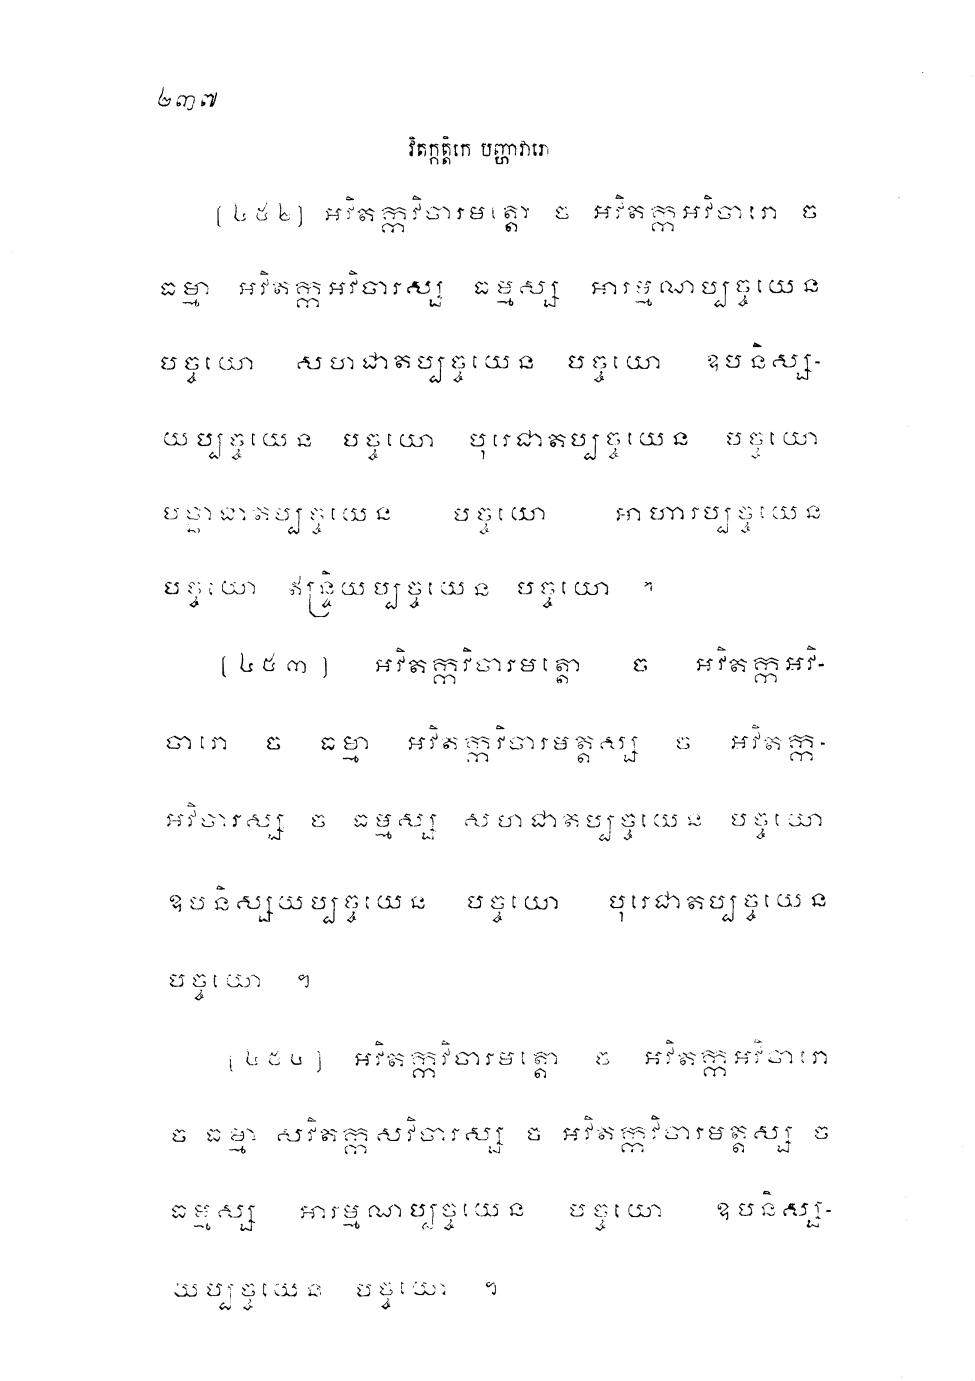 ២៣៧
វិតក្កត្តិកេ បញ្ហាវារោ
[៤៥២] អវិតក្កវិចារមត្តោ ច អវិតក្កអវិចារោ ច
ធម្មា អវិតក្កអវិចារស្ស ធម្មស្ស អារម្មណប្បច្ចយេន
បច្ចយោ សហជាតប្បច្ចយេន បច្ចយោ ឧបនិស្ស-
យប្បច្ចយេន បច្ចយោ បុរេជាតប្បច្ចយេន បច្ចយោ
បច្ឆាជាតប្បច្ចយេន បច្ចយោ អាហារប្បច្ចយេន
បច្ចយោ ឥន្ទ្រិយប្បច្ចយេន បច្ចយោ ។
[៤៥៣] អវិតក្កវិចារមត្តោ ច អវិតក្កអវិ-
ចារោ ច ធម្មា អវិតក្កវិចារមត្តស្ស ច អវិតក្ក-
អវិចារស្ស ច ធម្មស្ស សហជាតប្បច្ចយេន បច្ចយោ
ឧបនិស្សយប្បច្ចយេន បច្ចយោ បុរេជាតប្បច្ចយេន
បច្ចយោ ។
[៤៥៤] អវិតក្កវិចារមត្តោ ច អវិតក្កអវិចារោ
ច ធម្មា សវិតក្កសវិចារស្ស ច អវិតក្កវិចារមត្តស្ស ច
ធម្មស្ស អារម្មណប្បច្ចយេន បច្ចយោ ឧបនិស្ស-
យប្បច្ចយេន បច្ចយោ ។